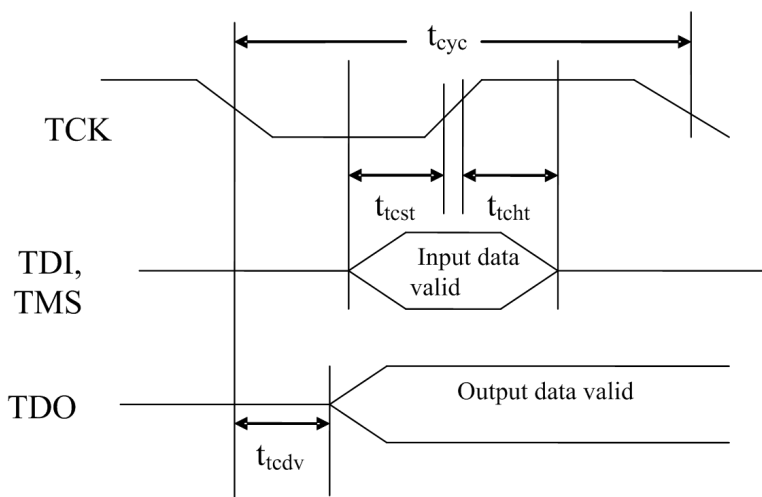 tcyc
TCK
ttcst
ttcht
TDI,
TMS
Input data
valid
TDO
Output data valid
ttcdv